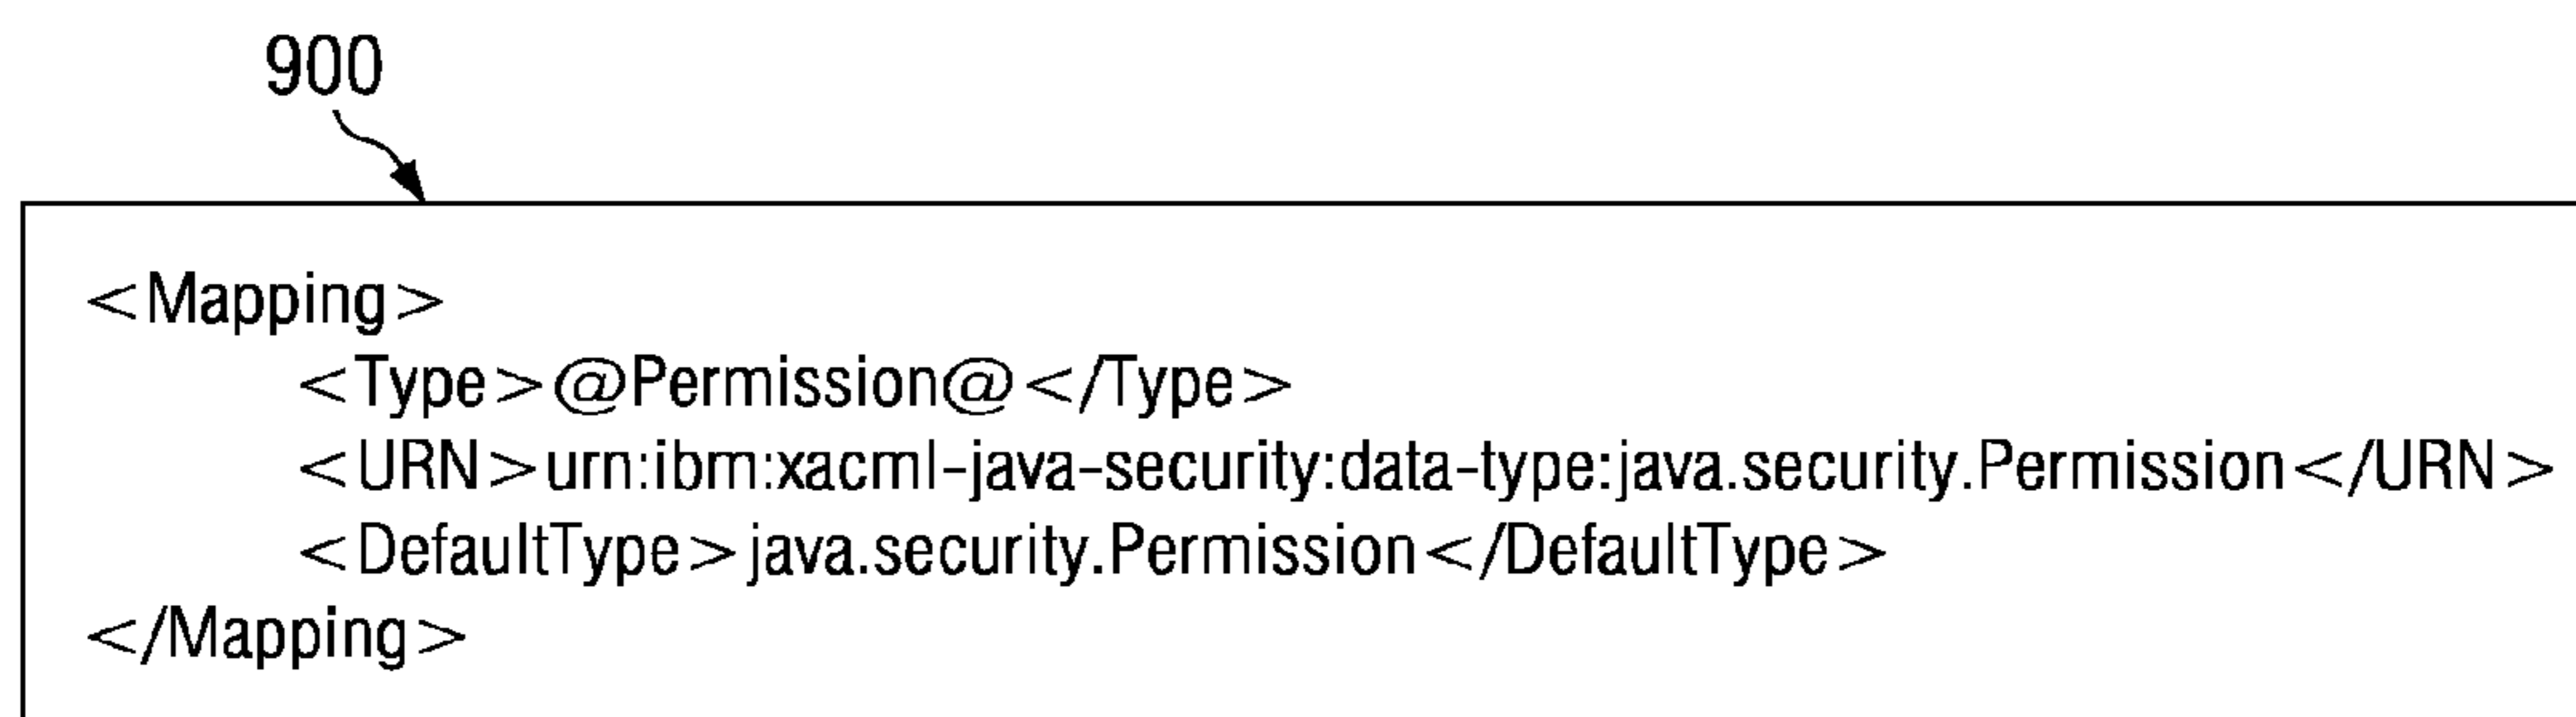 900
<Mapping>
<Type>@Permission@</Type>
<URN>urn:ibm:xacml-java-security:data-type:java.security.Permission</URN>
<DefaultType>java.security.Permission</DefaultType>
</Mapping>